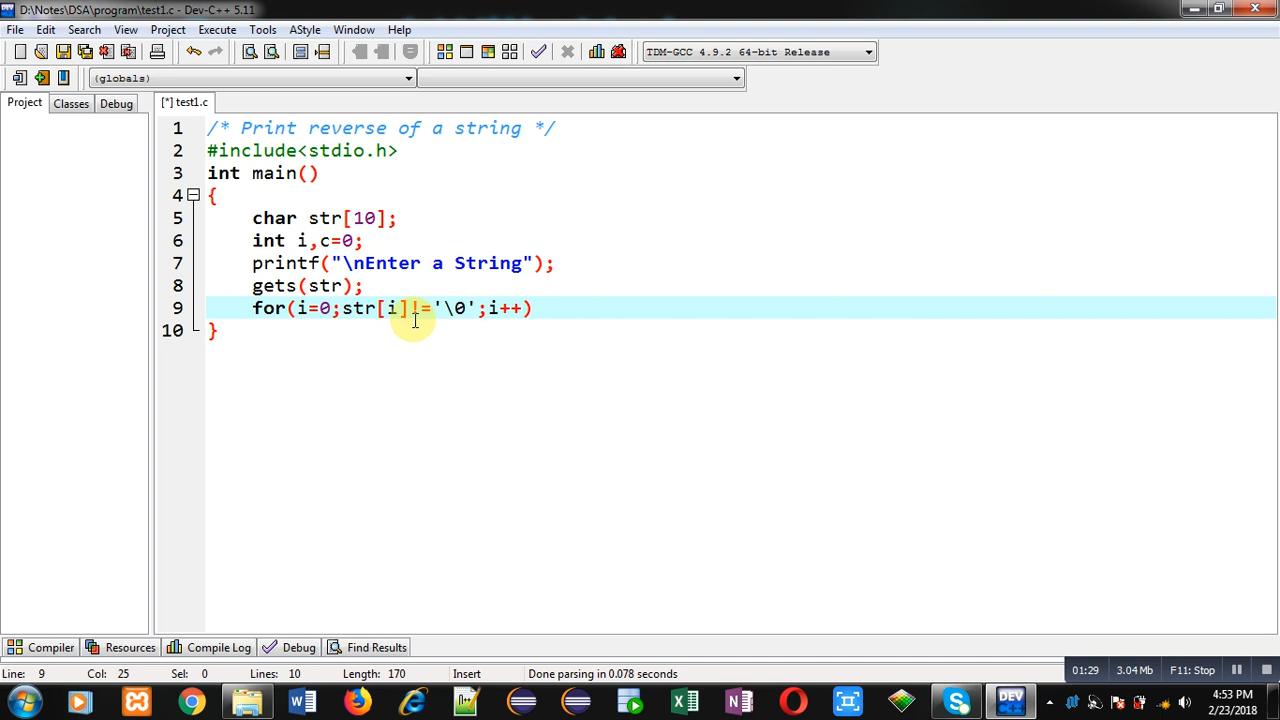 D:\Notes\DSA\program\test1.c - Dev-C++ 5.11
File Edit Search View Project Execute Tools AStyle Window Help
TDM-GCC 4.9.2 64-bit Release
(globals)
Project Classes Debug [*] test1.c
1 /* Print reverse of a string */
2 #include<stdio.h>
3 int main()
4 {
5 char str[10];
6 int i,c=0;
7 printf("\nEnter a String");
8 gets(str);
9 for(i=0;str[i]!='\0';i++)
10 }
Compiler Resources Compile Log Debug Find Results
Line: 9 Col: 25 Sel: 0 Lines: 10 Length: 170 Insert Done parsing in 0.078 seconds
01:29 3.04 Mb F11: Stop
DEV
4:53 PM
2/23/2018